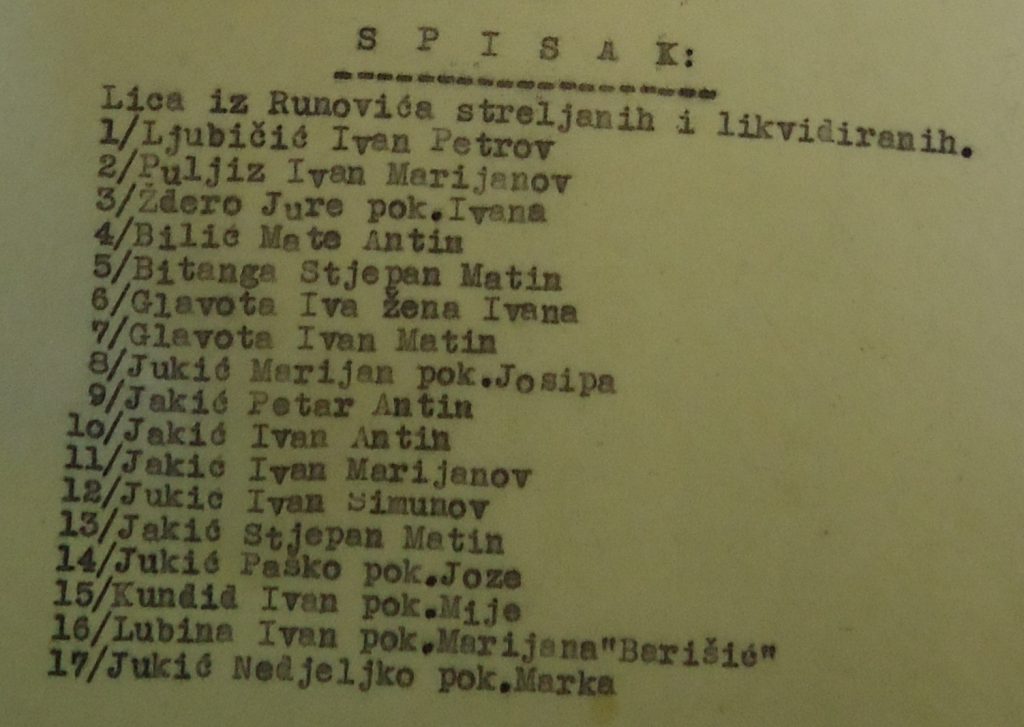 S P I S A K:
Lica iz Runovića streljanih i likvidiranih.
1/Ljubičić Ivan Petrov
2/Puljiz Ivan Marijanov
3/Ždero Jure pok.Ivana
4/Bilić Mate Antin
5/Bitanga Stjepan Matin
6/Glavota Iva žena Ivana
7/Glavota Ivan Matin
8/Jukić Marijan pok.Josipa
9/Jakić Petar Antin
10/Jakić Ivan Antin
11/Jakić Ivan Marijanov
12/Jukić Ivan Simunov
13/Jakić Stjepan Matin
14/Jukić Paško pok.Joze
15/Kundid Ivan pok.Mije
16/Lubina Ivan pok.Marijana"Barišić"
17/Jukić Nedjeljko pok.Marka